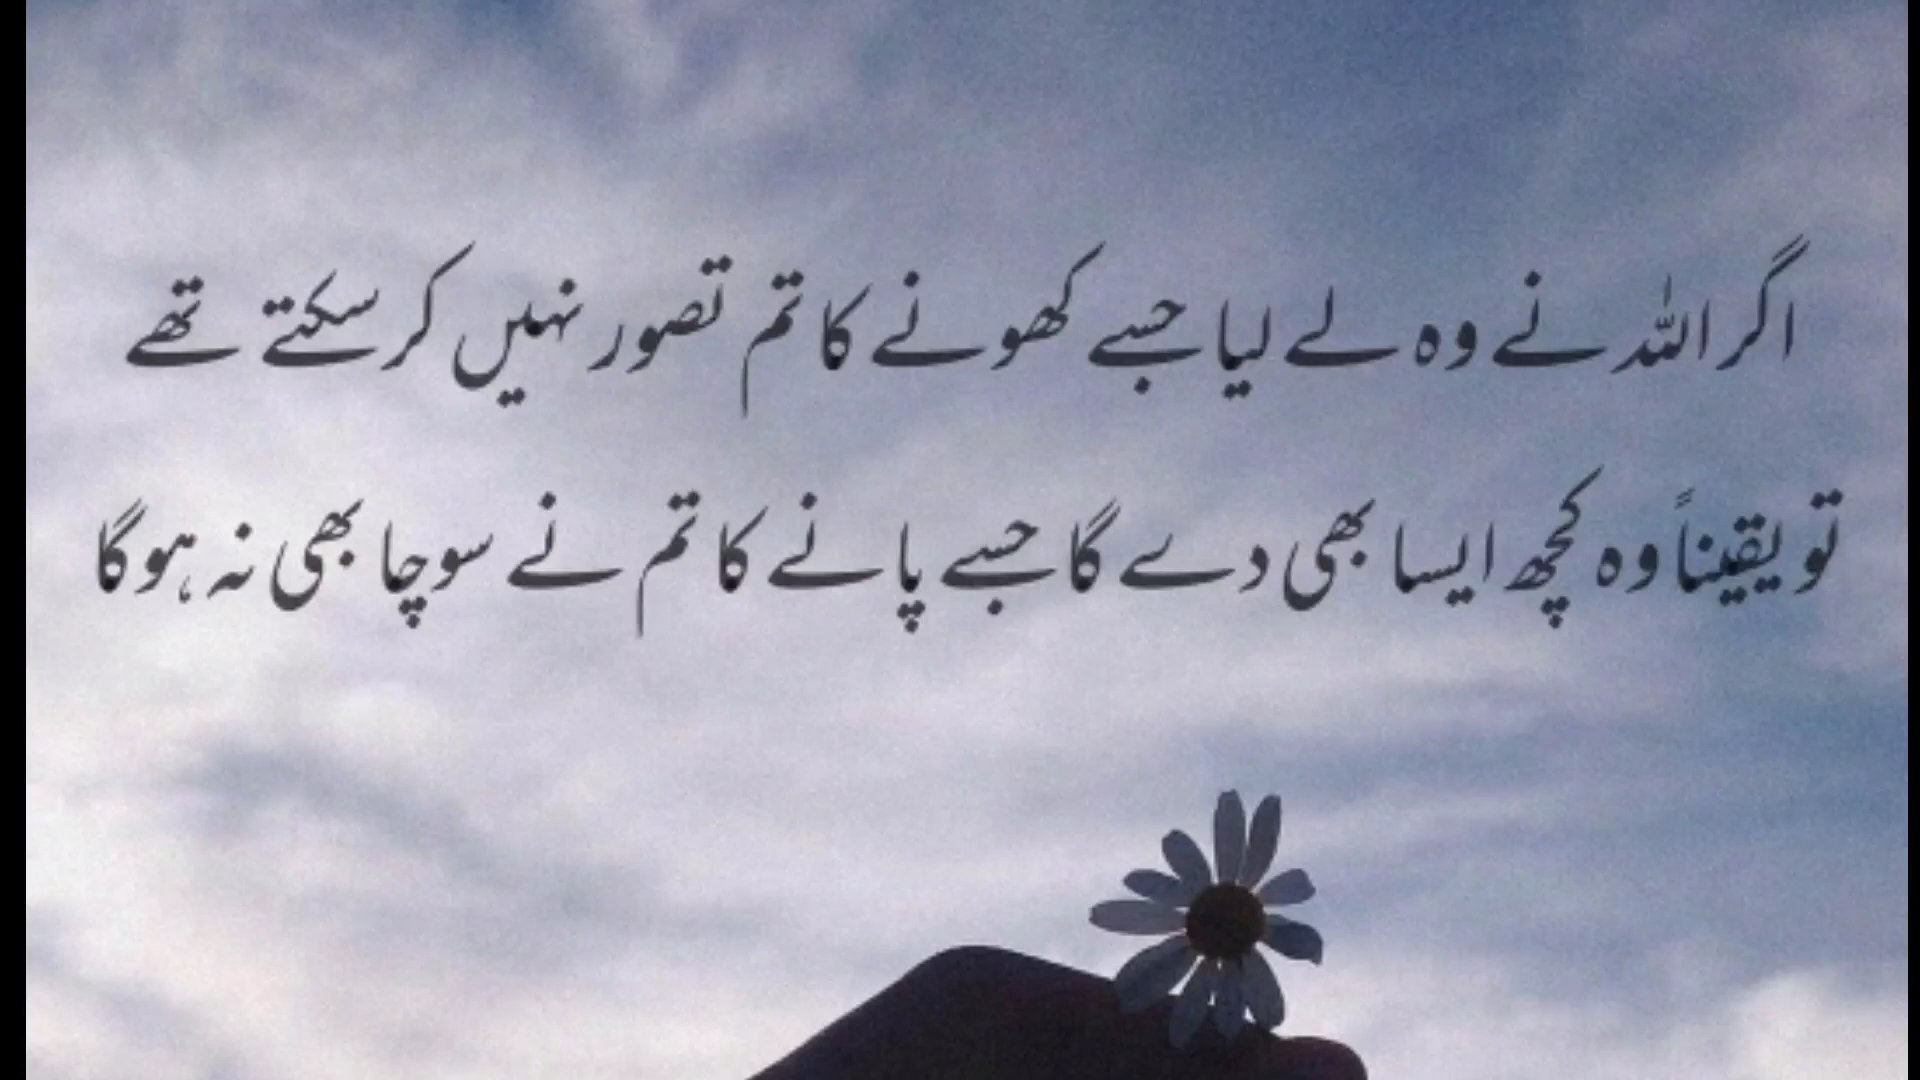 اگر اللہ نے وہ لے لیا جسے کھونے کا تم تصور نہیں کر سکتے تھے
تو یقیناً وہ کچھ ایسا بھی دے گا جسے پانے کا تم نے سوچا بھی نہ ہو گا